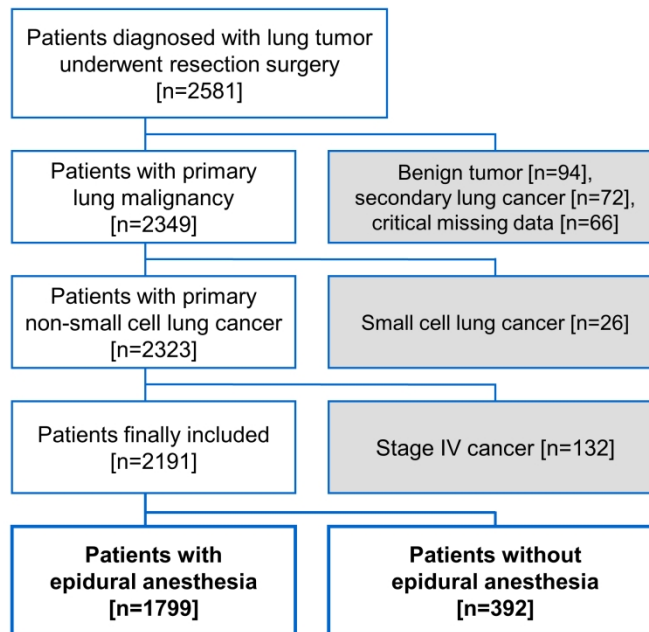 Patients diagnosed with lung tumor
underwent resection surgery
[n=2581]
Patients with primary
lung malignancy
[n=2349]
Benign tumor [n=94],
secondary lung cancer [n=72],
critical missing data [n=66]
Patients with primary
non-small cell lung cancer
[n=2323]
Small cell lung cancer [n=26]
Patients finally included
[n=2191]
Stage IV cancer [n=132]
Patients with
epidural anesthesia
[n=1799]
Patients without
epidural anesthesia
[n=392]